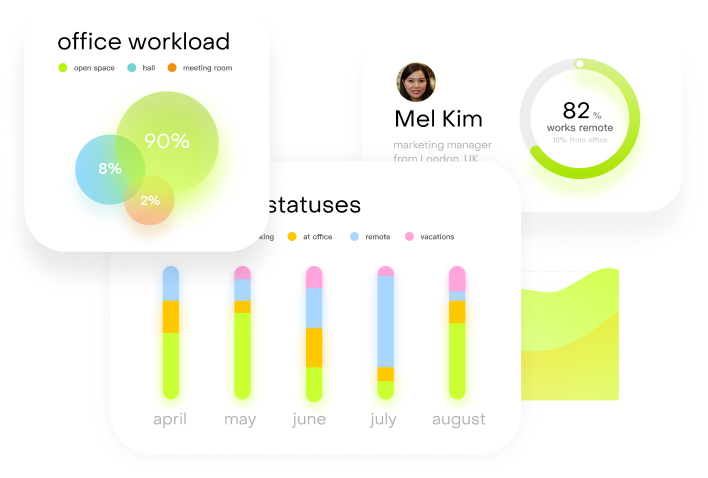 office workload
open space hall meeting room
90%
8%
2%
Mel Kim
marketing manager
from London, UK
82 %
works remote
10% from office
statuses
at office remote vacations
april may june july august